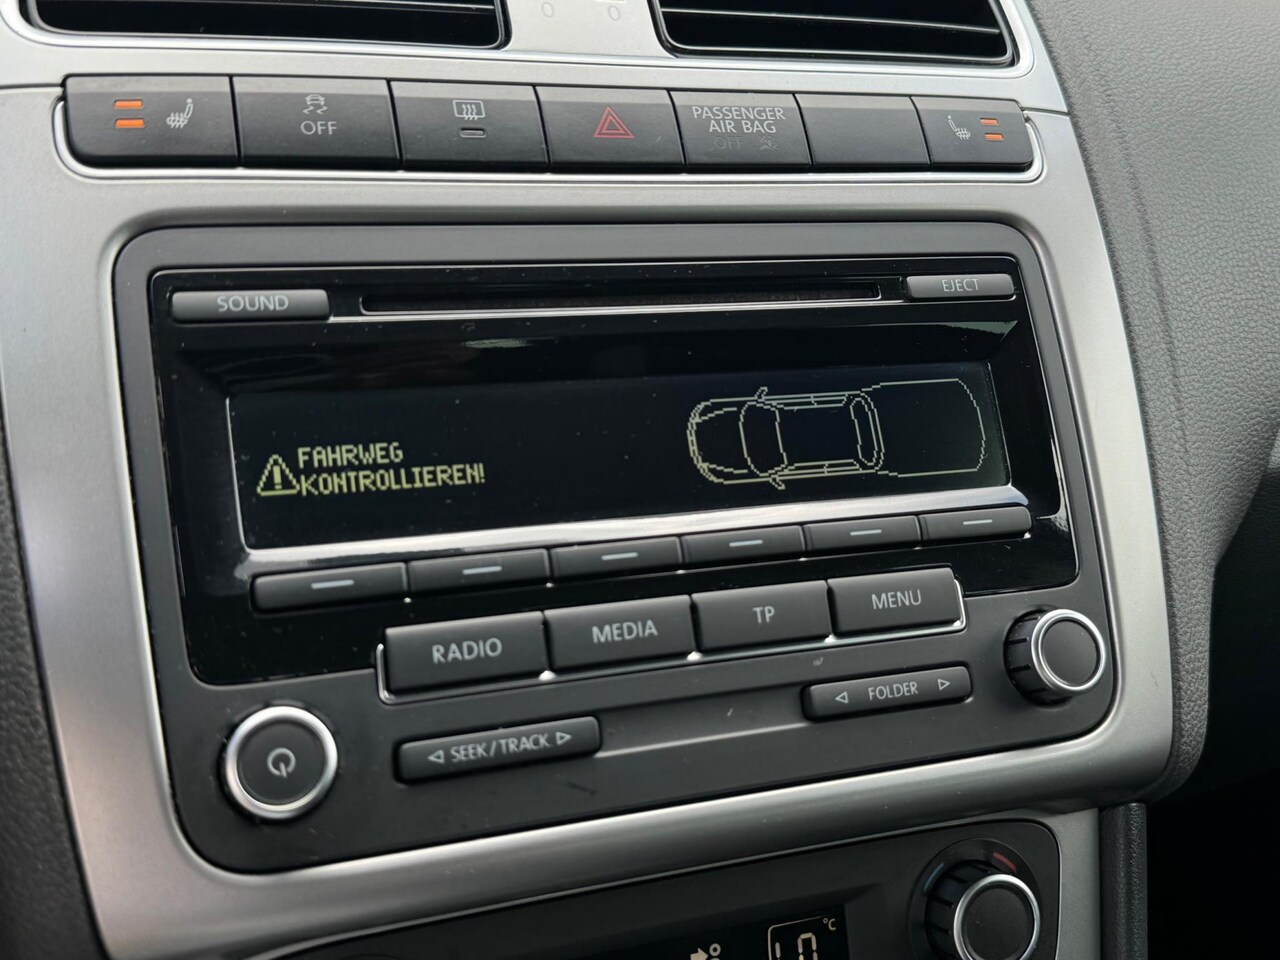 OFF
PASSENGER
AIR BAG
OFF
SOUND
EJECT
FAHRWEG
KONTROLLIEREN!
RADIO
MEDIA
TP
MENU
SEEK/TRACK
FOLDER
°C